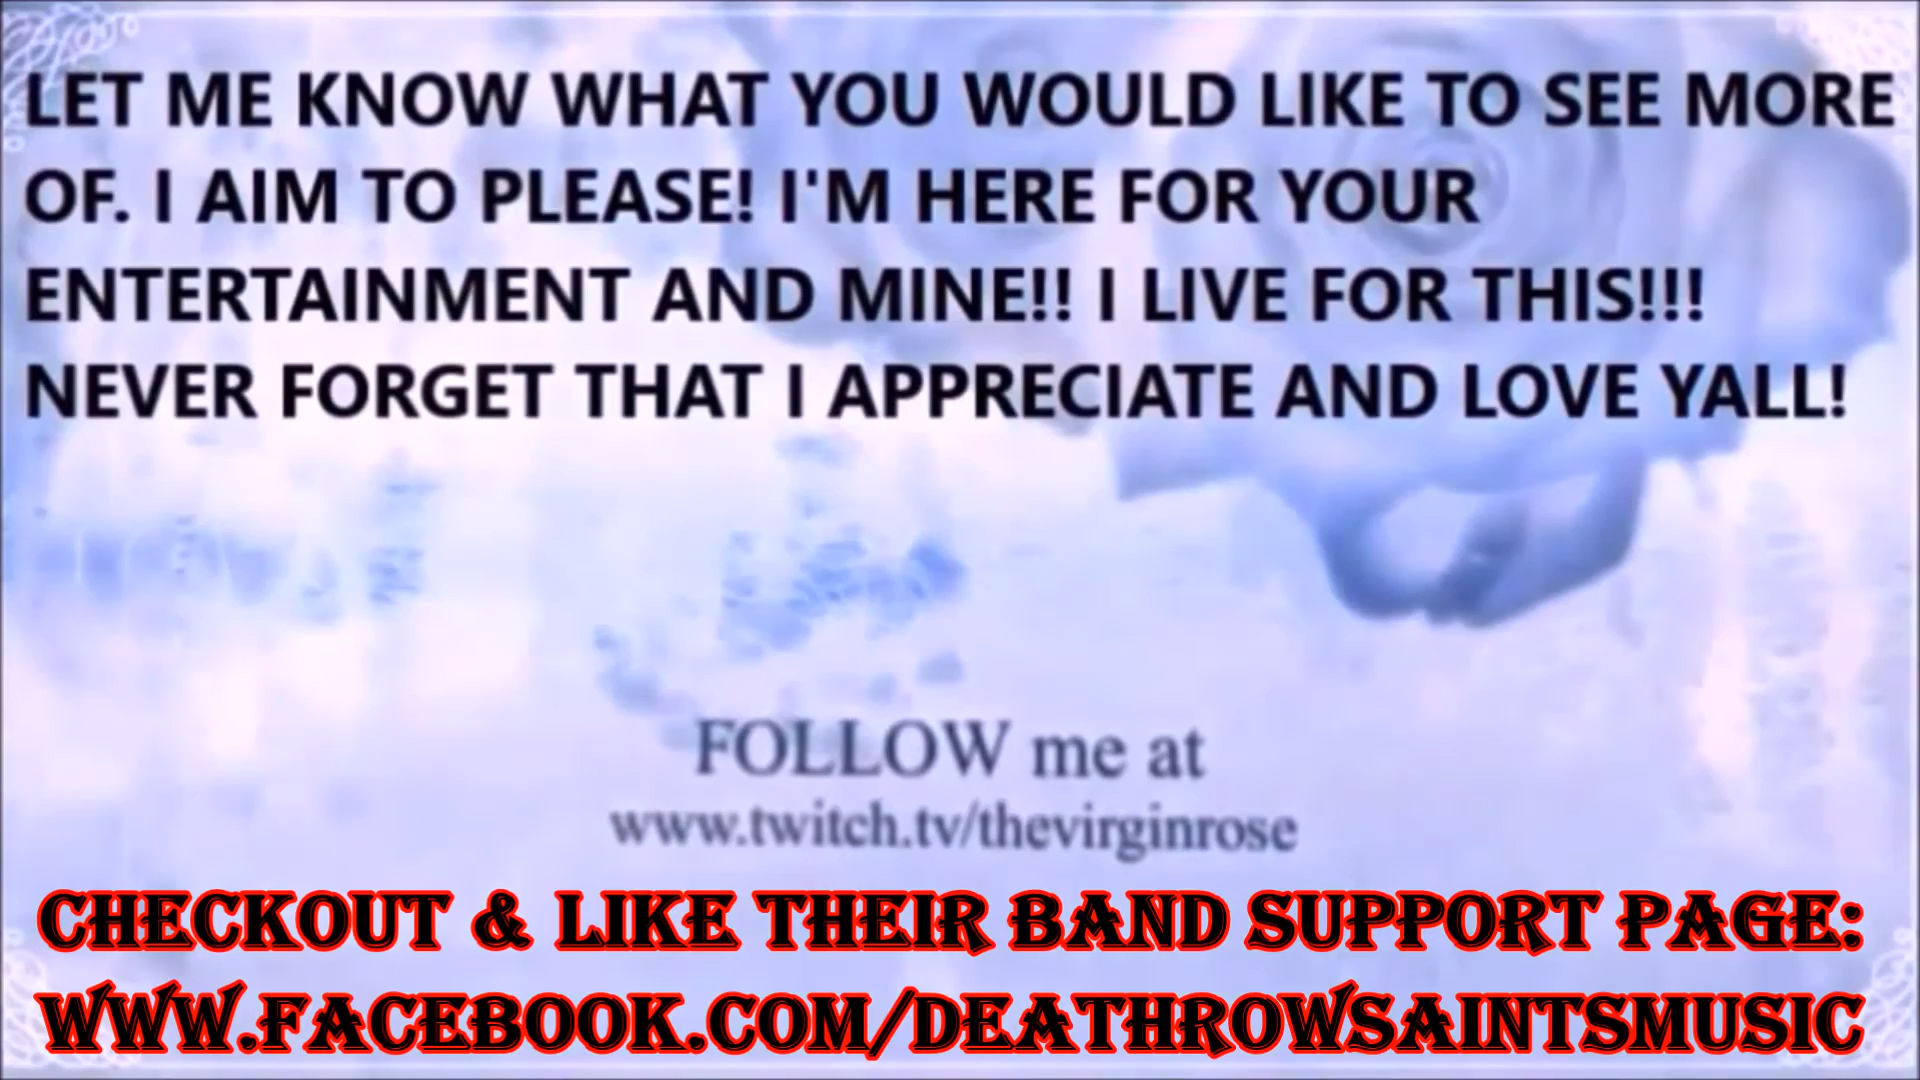 LET ME KNOW WHAT YOU WOULD LIKE TO SEE MORE
OF. I AIM TO PLEASE! I'M HERE FOR YOUR
ENTERTAINMENT AND MINE!! I LIVE FOR THIS!!!
NEVER FORGET THAT I APPRECIATE AND LOVE YALL!
FOLLOW me at
www.twitch.tv/thevirginrose
CHECKOUT & LIKE THEIR BAND SUPPORT PAGE:
WWW.FACEBOOK.COM/DEATHROWSAINTSMUSIC